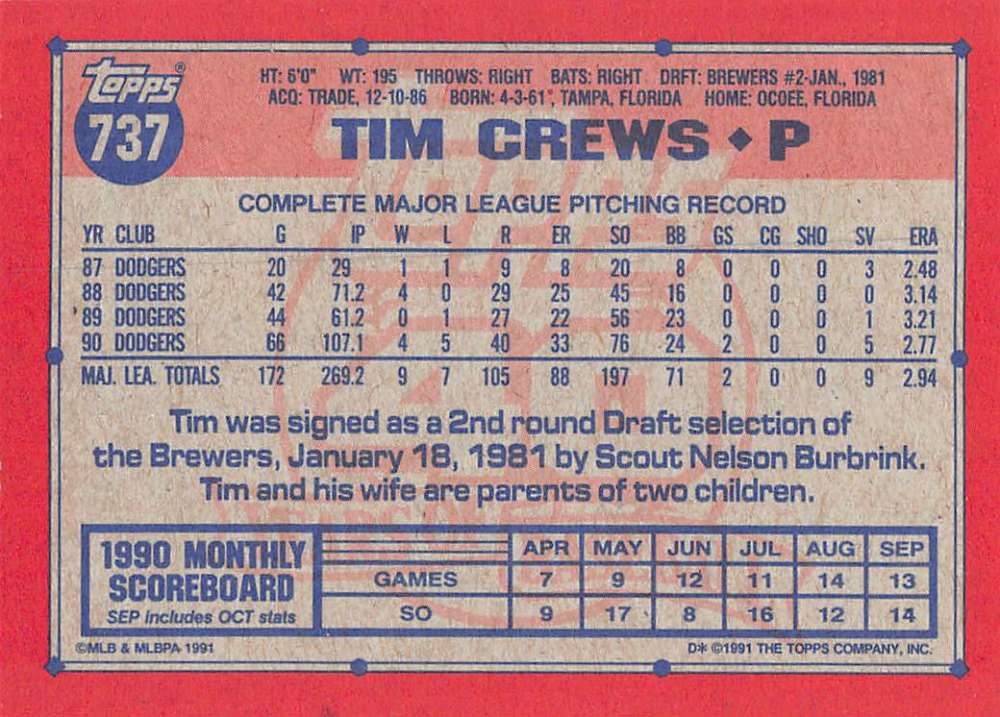 Topps®
737
HT: 6'0" WT: 195 THROWS: RIGHT BATS: RIGHT DRFT: BREWERS #2-JAN., 1981
ACQ: TRADE, 12-10-86 BORN: 4-3-61, TAMPA, FLORIDA HOME: OCOEE, FLORIDA
TIM CREWS ♦ P
COMPLETE MAJOR LEAGUE PITCHING RECORD
YR CLUB G IP W L R ER SO BB GS CG SHO SV ERA
87 DODGERS 20 29 1 1 9 8 20 8 0 0 0 3 2.48
88 DODGERS 42 71.2 4 0 29 25 45 16 0 0 0 0 3.14
89 DODGERS 44 61.2 0 1 27 22 56 23 0 0 0 1 3.21
90 DODGERS 66 107.1 4 5 40 33 76 24 2 0 0 5 2.77
MAJ. LEA. TOTALS 172 269.2 9 7 105 88 197 71 2 0 0 9 2.94
Tim was signed as a 2nd round Draft selection of
the Brewers, January 18, 1981 by Scout Nelson Burbrink.
Tim and his wife are parents of two children.
1990 MONTHLY
SCOREBOARD
SEP includes OCT stats
APR MAY JUN JUL AUG SEP
GAMES 7 9 12 11 14 13
SO 9 17 8 16 12 14
©MLB & MLBPA 1991
D* ©1991 THE TOPPS COMPANY, INC.